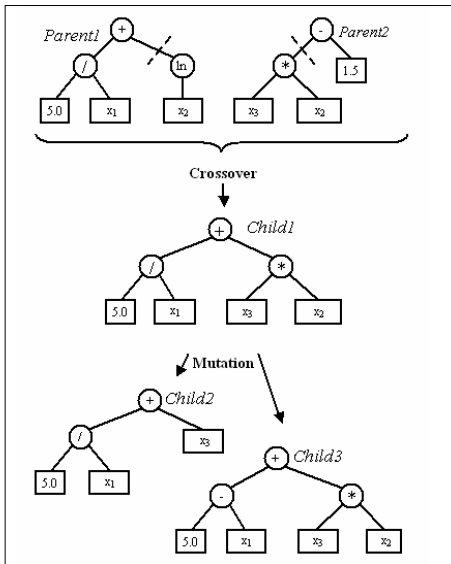 Parent1 + - Parent2
/ ln * 1.5
5.0 x₁ x₂ x₃ x₂
Crossover
+ Child1
/ *
5.0 x₁ x₃ x₂
Mutation
+ Child2
/ x₃
5.0 x₁
+ Child3
- *
5.0 x₁ x₃ x₂